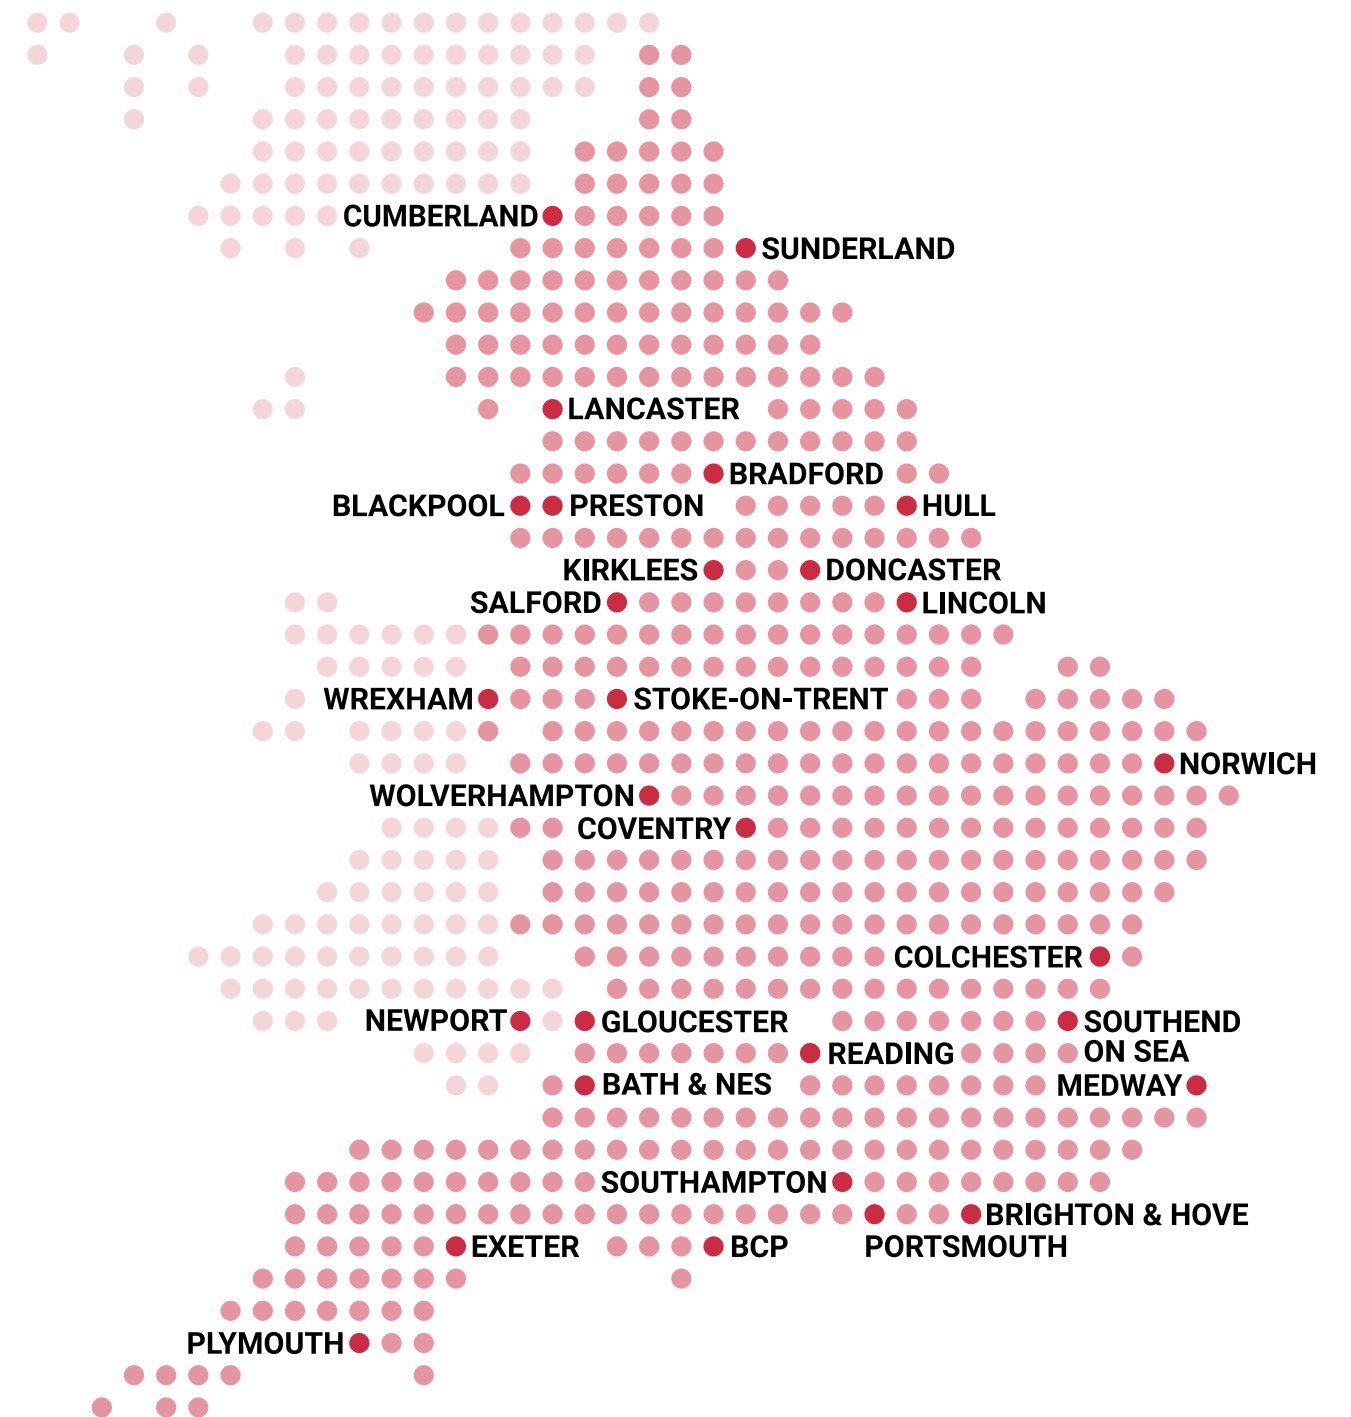 CUMBERLAND
SUNDERLAND
LANCASTER
BRADFORD
BLACKPOOL
PRESTON
HULL
KIRKLEES
DONCASTER
SALFORD
LINCOLN
WREXHAM
STOKE-ON-TRENT
NORWICH
WOLVERHAMPTON
COVENTRY
COLCHESTER
NEWPORT
GLOUCESTER
SOUTHEND
ON SEA
READING
BATH & NES
MEDWAY
SOUTHAMPTON
BRIGHTON & HOVE
EXETER
BCP
PORTSMOUTH
PLYMOUTH